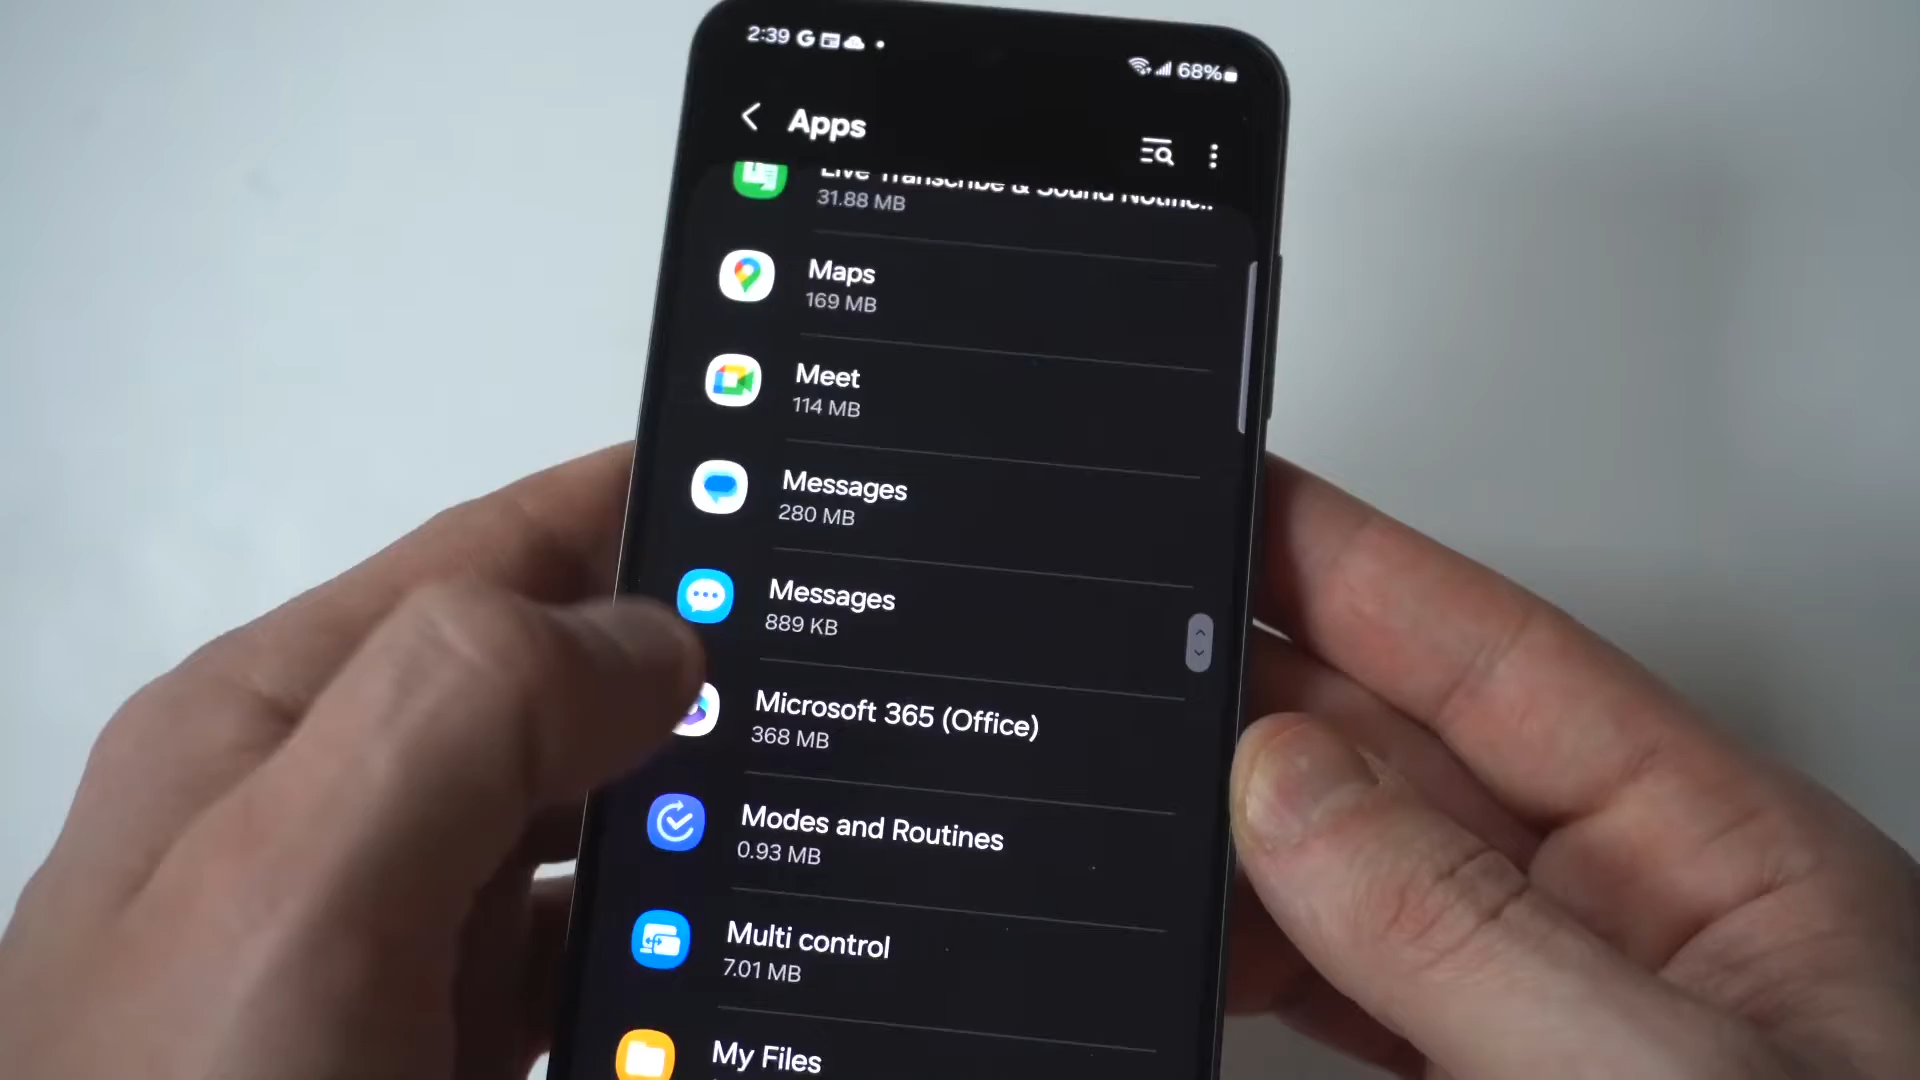 2:39
68%
Apps
Live Transcribe & Sound Notific..
31.88 MB
Maps
169 MB
Meet
114 MB
Messages
280 MB
Messages
889 KB
Microsoft 365 (Office)
368 MB
Modes and Routines
0.93 MB
Multi control
7.01 MB
My Files